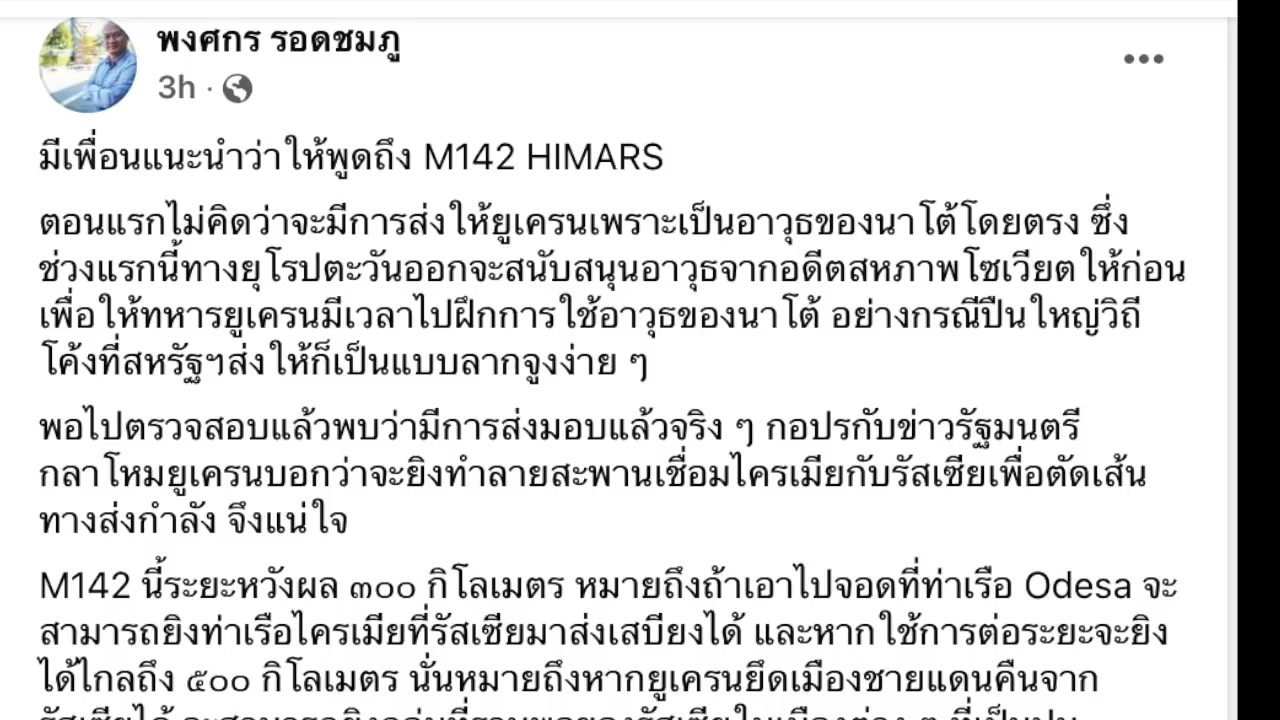 พงศกร รอดชมภู
3h ·
มีเพื่อนแนะนำว่าให้พูดถึง M142 HIMARS
ตอนแรกไม่คิดว่าจะมีการส่งให้ยูเครนเพราะเป็นอาวุธของนาโต้โดยตรง ซึ่ง
ช่วงแรกนี้ทางยุโรปตะวันออกจะสนับสนุนอาวุธจากอดีตสหภาพโซเวียตให้ก่อน
เพื่อให้ทหารยูเครนมีเวลาไปฝึกการใช้อาวุธของนาโต้ อย่างกรณีปืนใหญ่วิถี
โค้งที่สหรัฐฯส่งให้ก็เป็นแบบลากจูงง่าย ๆ
พอไปตรวจสอบแล้วพบว่ามีการส่งมอบแล้วจริง ๆ กอปรกับข่าวรัฐมนตรี
กลาโหมยูเครนบอกว่าจะยิงทำลายสะพานเชื่อมไครเมียกับรัสเซียเพื่อตัดเส้น
ทางส่งกำลัง จึงแน่ใจ
M142 นี้ระยะหวังผล ๓๐๐ กิโลเมตร หมายถึงถ้าเอาไปจอดที่ท่าเรือ Odesa จะ
สามารถยิงท่าเรือไครเมียที่รัสเซียมาส่งเสบียงได้ และหากใช้การต่อระยะจะยิง
ได้ไกลถึง ๕๐๐ กิโลเมตร นั่นหมายถึงหากยูเครนยึดเมืองชายแดนคืนจาก